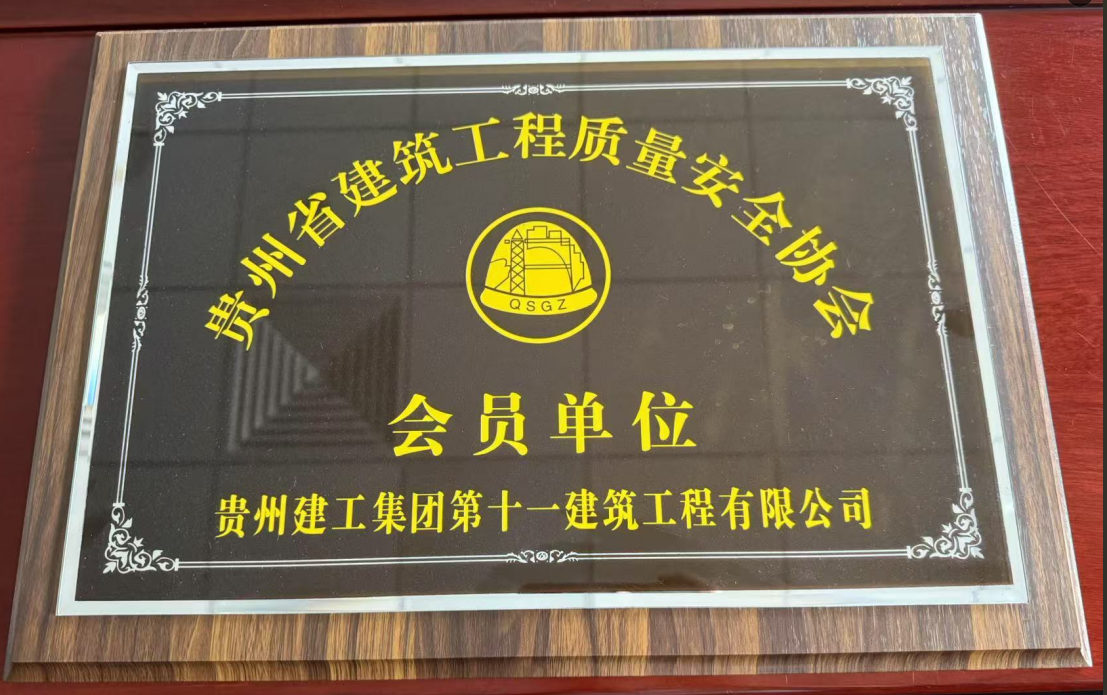 贵州省建筑工程质量安全协会
QSGZ
会员单位
贵州建工集团第十一建筑工程有限公司